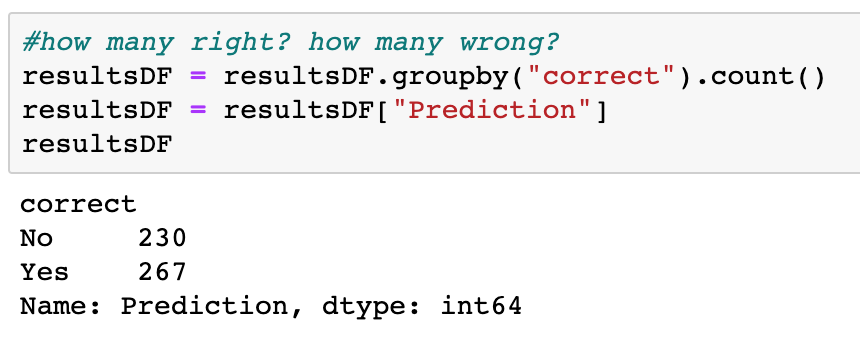 #how many right? how many wrong?
resultsDF = resultsDF.groupby("correct").count()
resultsDF = resultsDF["Prediction"]
resultsDF
correct
No     230
Yes    267
Name: Prediction, dtype: int64